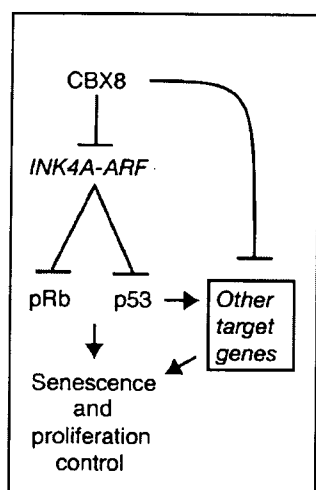 CBX8
INK4A-ARF
pRb p53
Other
target
genes
Senescence
and
proliferation
control